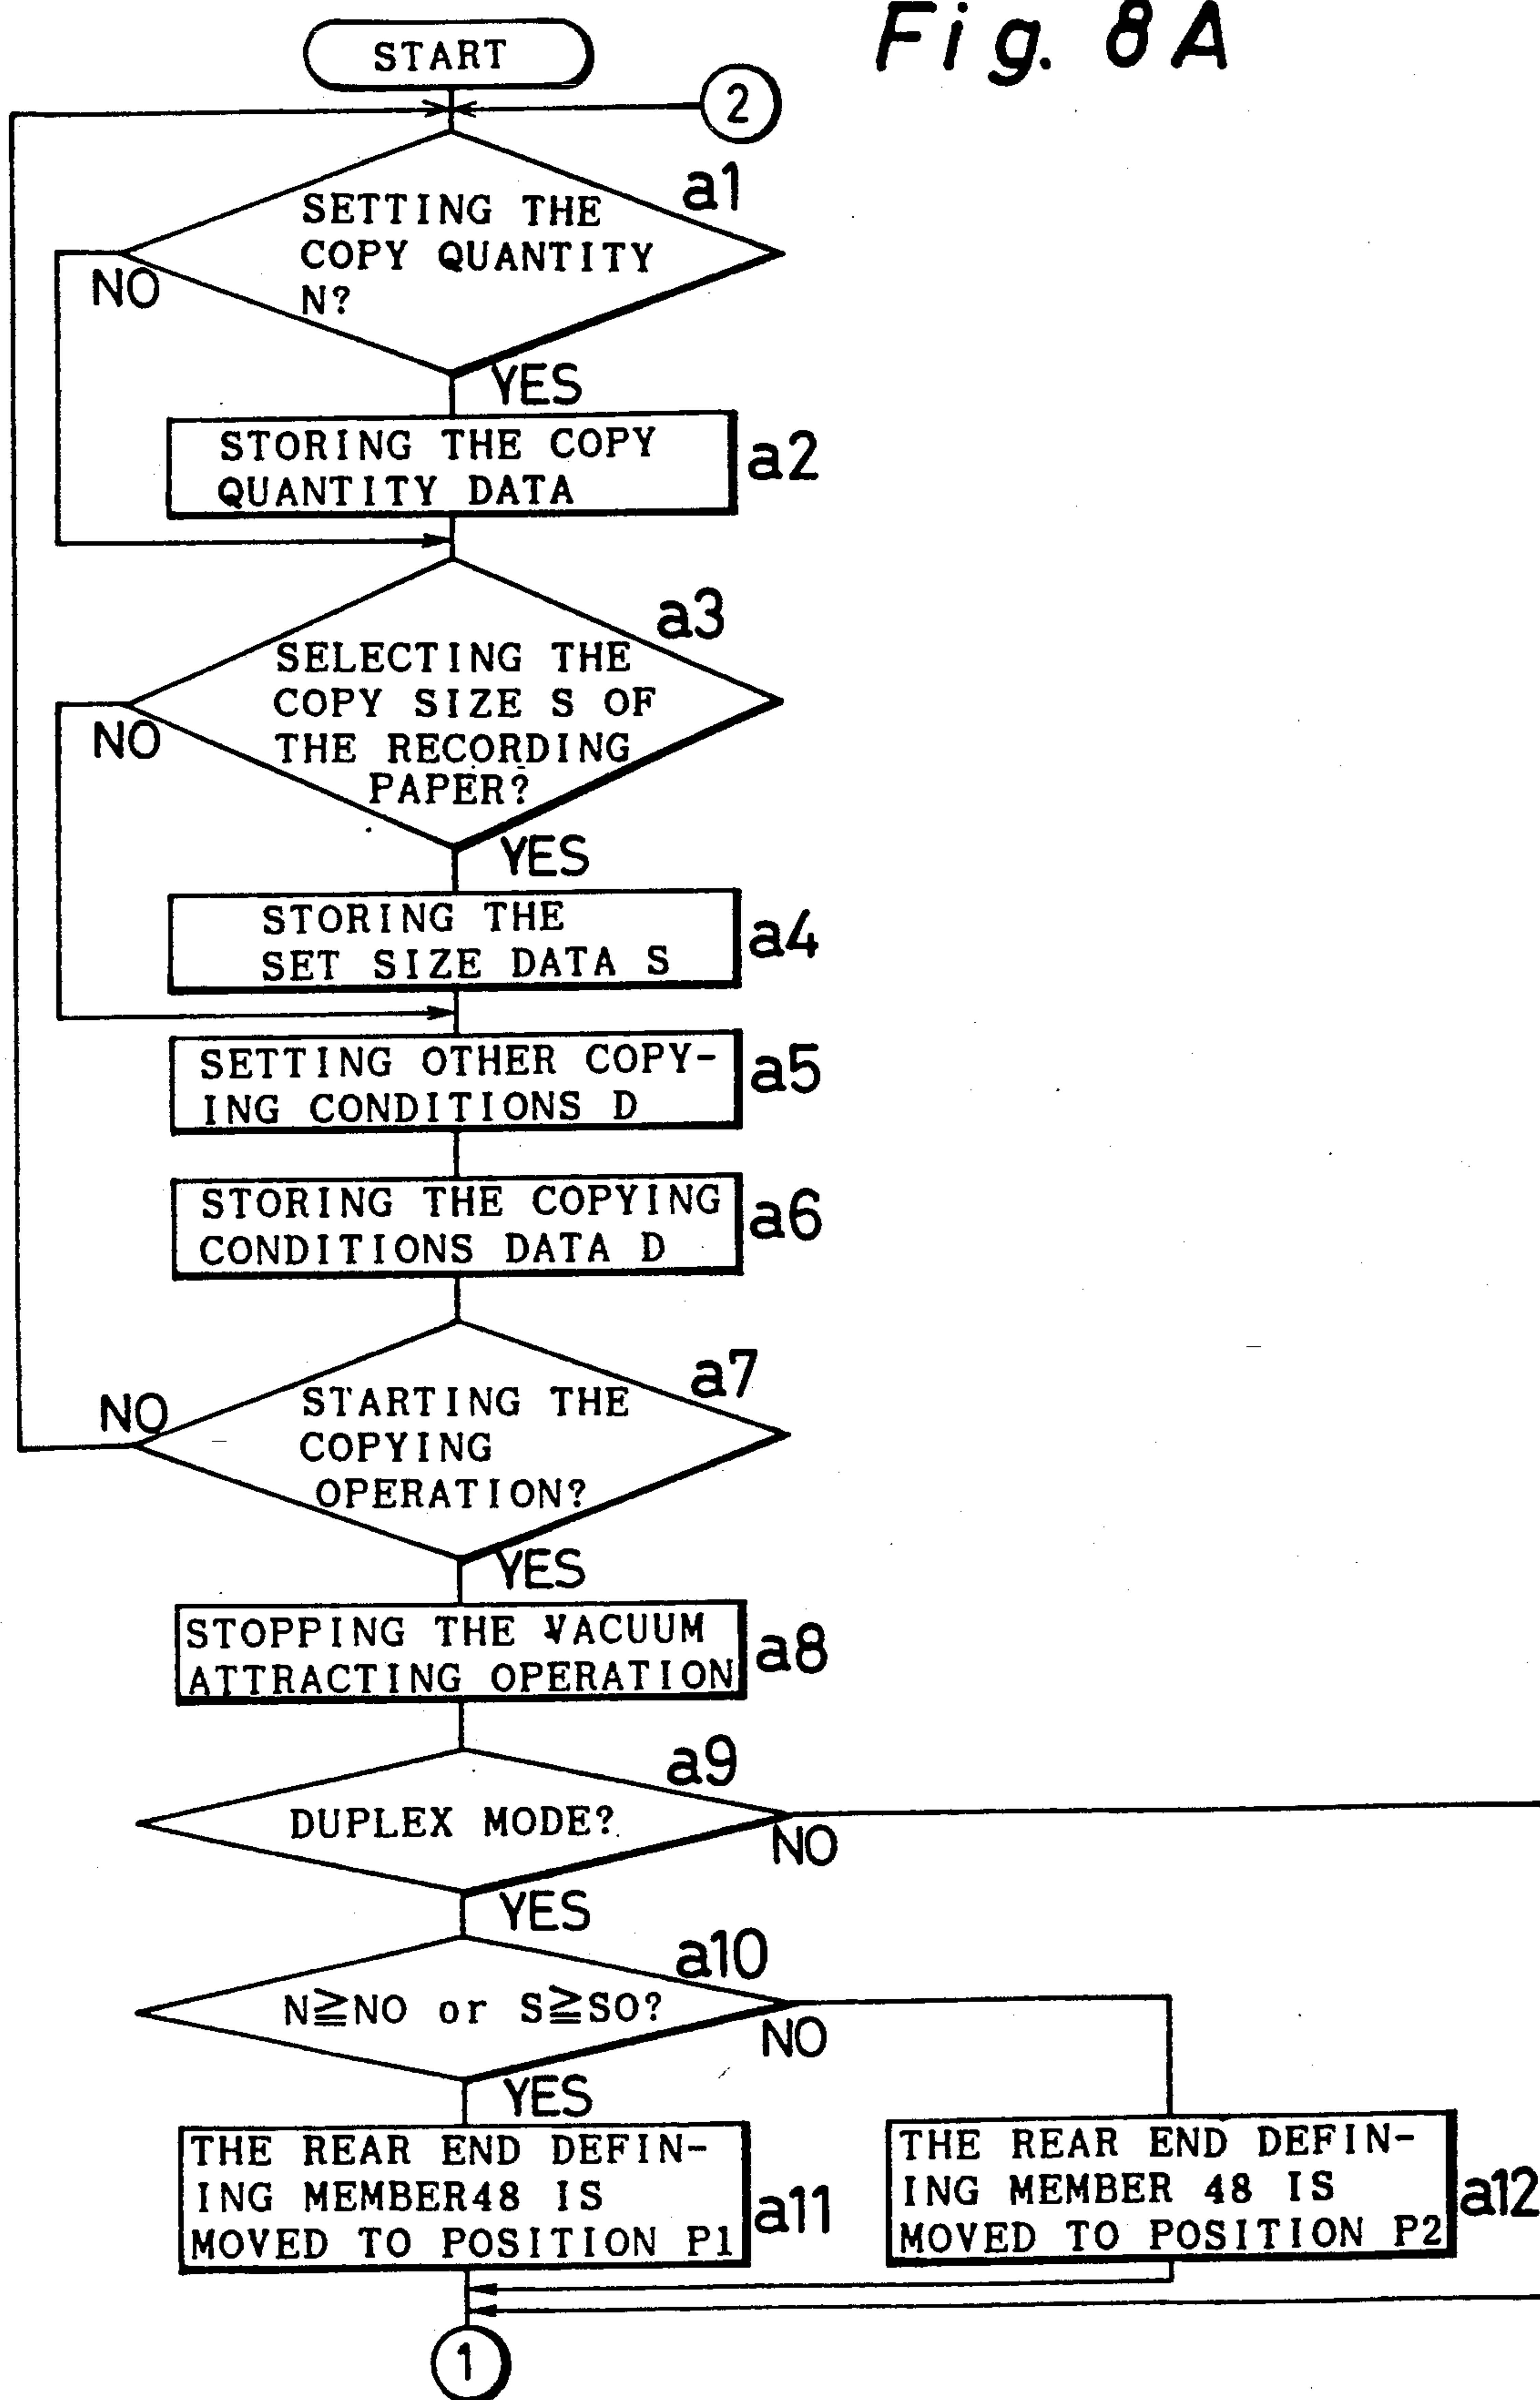 Fig. 8A
START
2
a1
SETTING THE
COPY QUANTITY
N?
NO
YES
STORING THE COPY
QUANTITY DATA
a2
a3
SELECTING THE
COPY SIZE S OF
THE RECORDING
PAPER?
NO
YES
STORING THE
SET SIZE DATA S
a4
SETTING OTHER COPY-
ING CONDITIONS D
a5
STORING THE COPYING
CONDITIONS DATA D
a6
a7
STARTING THE
COPYING
OPERATION?
NO
YES
STOPPING THE VACUUM
ATTRACTING OPERATION
a8
a9
DUPLEX MODE?
NO
YES
a10
N≧NO or S≧SO?
NO
YES
THE REAR END DEFIN-
ING MEMBER48 IS
MOVED TO POSITION P1
a11
THE REAR END DEFIN-
ING MEMBER 48 IS
MOVED TO POSITION P2
a12
1